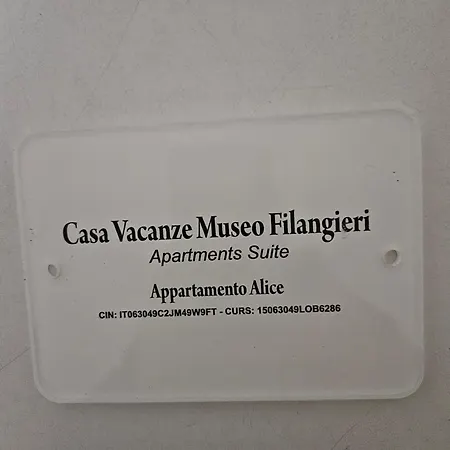 Casa Vacanze Museo Filangieri
Apartments Suite
Appartamento Alice
CIN: IT063049C2JM49W9FT - CURS: 15063049LOB6286